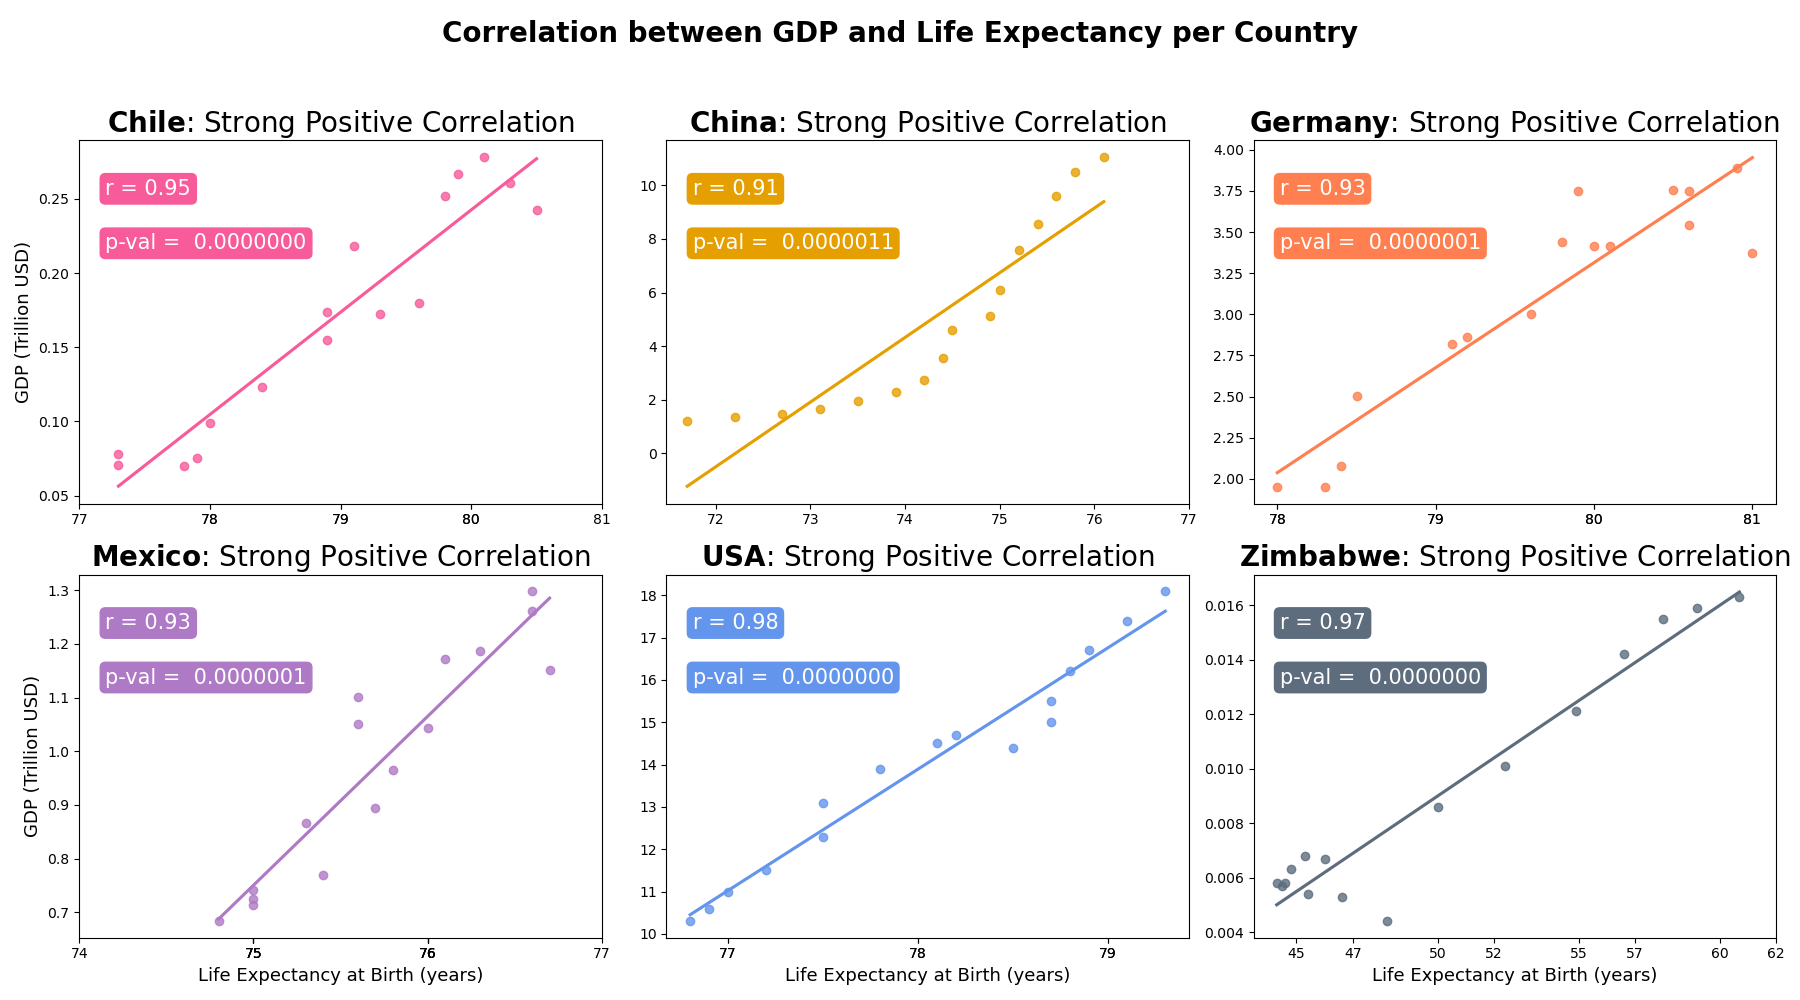 Correlation between GDP and Life Expectancy per Country
Chile: Strong Positive Correlation
GDP (Trillion USD)
0.25
0.20
0.15
0.10
0.05
r = 0.95
p-val =  0.0000000
77 78 79 80 81
China: Strong Positive Correlation
10
8
6
4
2
0
r = 0.91
p-val =  0.0000011
72 73 74 75 76 77
Germany: Strong Positive Correlation
4.00
3.75
3.50
3.25
3.00
2.75
2.50
2.25
2.00
r = 0.93
p-val =  0.0000001
78 79 80 81
Mexico: Strong Positive Correlation
GDP (Trillion USD)
1.3
1.2
1.1
1.0
0.9
0.8
0.7
r = 0.93
p-val =  0.0000001
74 75 76 77
Life Expectancy at Birth (years)
USA: Strong Positive Correlation
18
17
16
15
14
13
12
11
10
r = 0.98
p-val =  0.0000000
77 78 79
Life Expectancy at Birth (years)
Zimbabwe: Strong Positive Correlation
0.016
0.014
0.012
0.010
0.008
0.006
0.004
r = 0.97
p-val =  0.0000000
45 47 50 52 55 57 60 62
Life Expectancy at Birth (years)